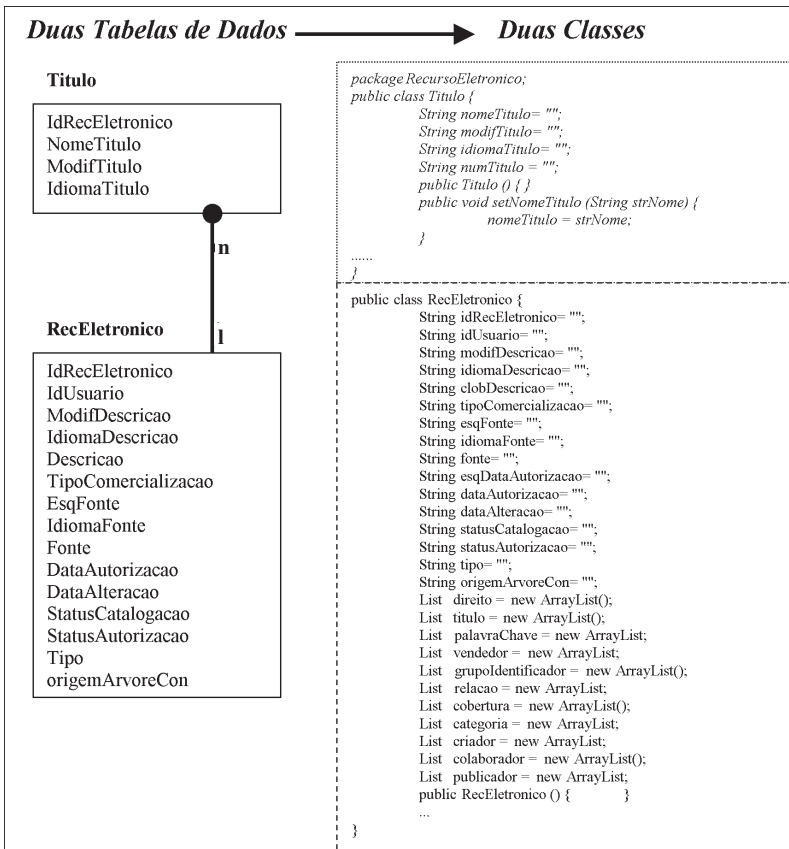 Duas Tabelas de Dados
Duas Classes
Titulo
IdRecEletronico
NomeTitulo
ModifTitulo
IdiomaTitulo
n
1
RecEletronico
IdRecEletronico
IdUsuario
ModifDescricao
IdiomaDescricao
Descricao
TipoComercializacao
EsqFonte
IdiomaFonte
Fonte
DataAutorizacao
DataAlteracao
StatusCatalogacao
StatusAutorizacao
Tipo
origemArvoreCon
package RecursoEletronico;
public class Titulo {
String nomeTitulo= "";
String modifTitulo= "";
String idiomaTitulo= "";
String numTitulo = "";
public Titulo () { }
public void setNomeTitulo (String strNome) {
nomeTitulo = strNome;
}
......
}
public class RecEletronico {
String idRecEletronico= "";
String idUsuario= "";
String modifDescricao= "";
String idiomaDescricao= "";
String clobDescricao= "";
String tipoComercializacao= "";
String esqFonte= "";
String idiomaFonte= "";
String fonte= "";
String esqDataAutorizacao= "";
String dataAutorizacao= "";
String dataAlteracao= "";
String statusCatalogacao= "";
String statusAutorizacao= "";
String tipo= "";
String origemArvoreCon= "";
List direito = new ArrayList();
List titulo = new ArrayList();
List palavraChave = new ArrayList;
List vendedor = new ArrayList;
List grupoIdentificador = new ArrayList();
List relacao = new ArrayList;
List cobertura = new ArrayList();
List categoria = new ArrayList;
List criador = new ArrayList;
List colaborador = new ArrayList();
List publicador = new ArrayList;
public RecEletronico () { }
...
}